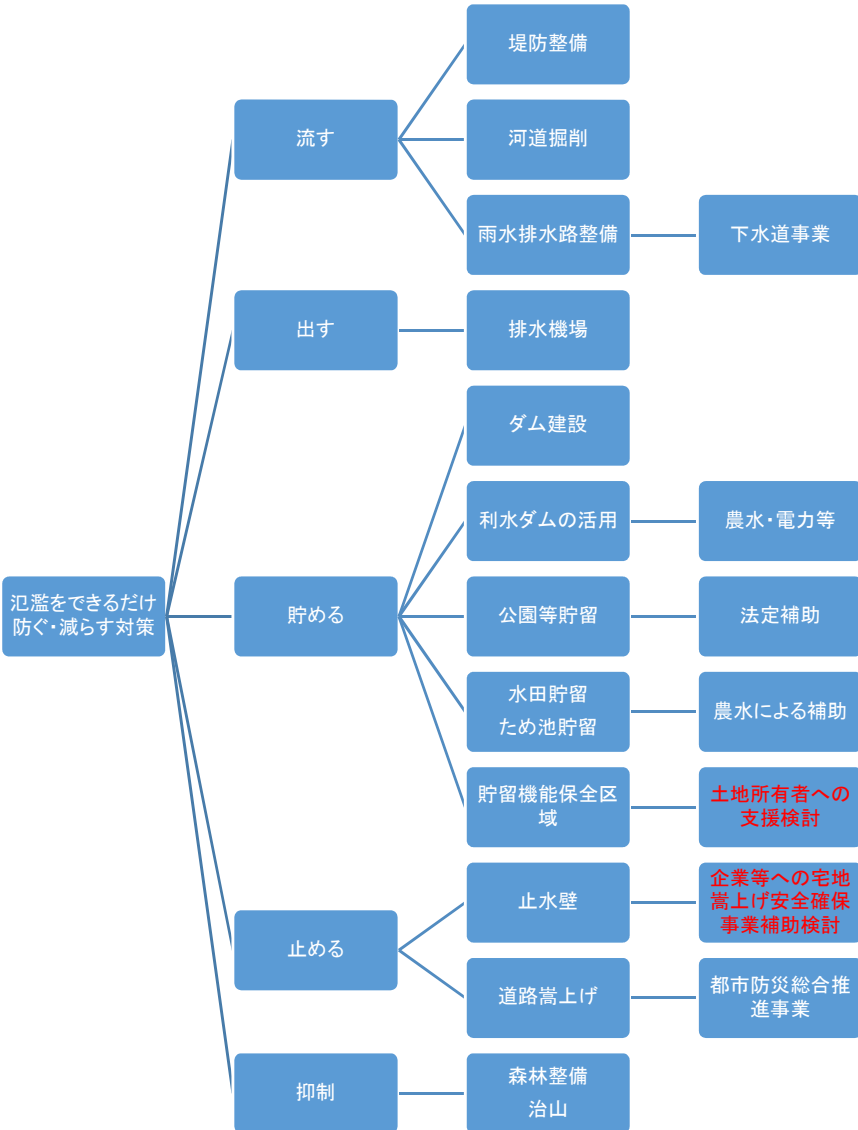 氾濫をできるだけ
防ぐ・減らす対策
流す
堤防整備
河道掘削
雨水排水路整備
下水道事業
出す
排水機場
貯める
ダム建設
利水ダムの活用
農水・電力等
公園等貯留
法定補助
水田貯留
ため池貯留
農水による補助
貯留機能保全区
域
土地所有者への
支援検討
止める
止水壁
企業等への宅地
嵩上げ安全確保
事業補助検討
道路嵩上げ
都市防災総合推
進事業
抑制
森林整備
治山